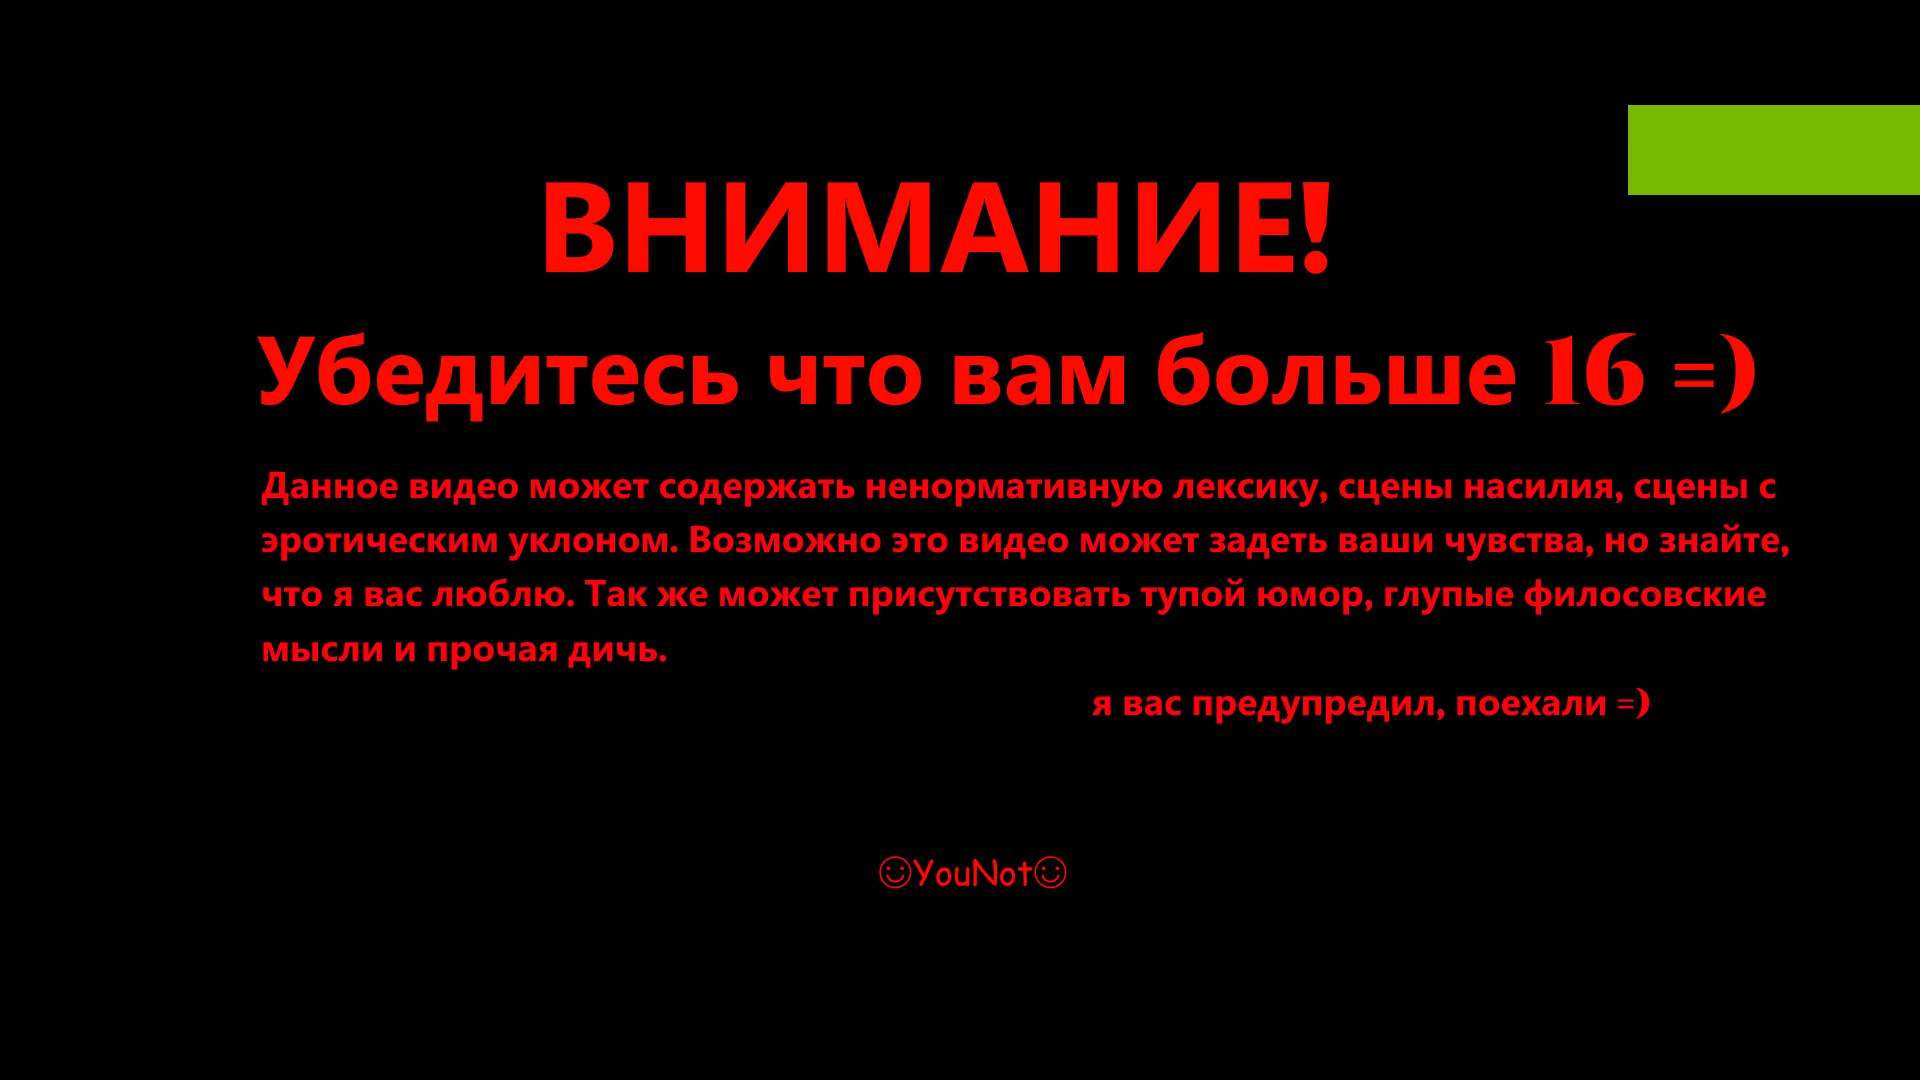 ВНИМАНИЕ!
Убедитесь что вам больше 16 =)
Данное видео может содержать ненормативную лексику, сцены насилия, сцены с
эротическим уклоном. Возможно это видео может задеть ваши чувства, но знайте,
что я вас люблю. Так же может присутствовать тупой юмор, глупые филосовские
мысли и прочая дичь.
я вас предупредил, поехали =)
☺YouNot☺